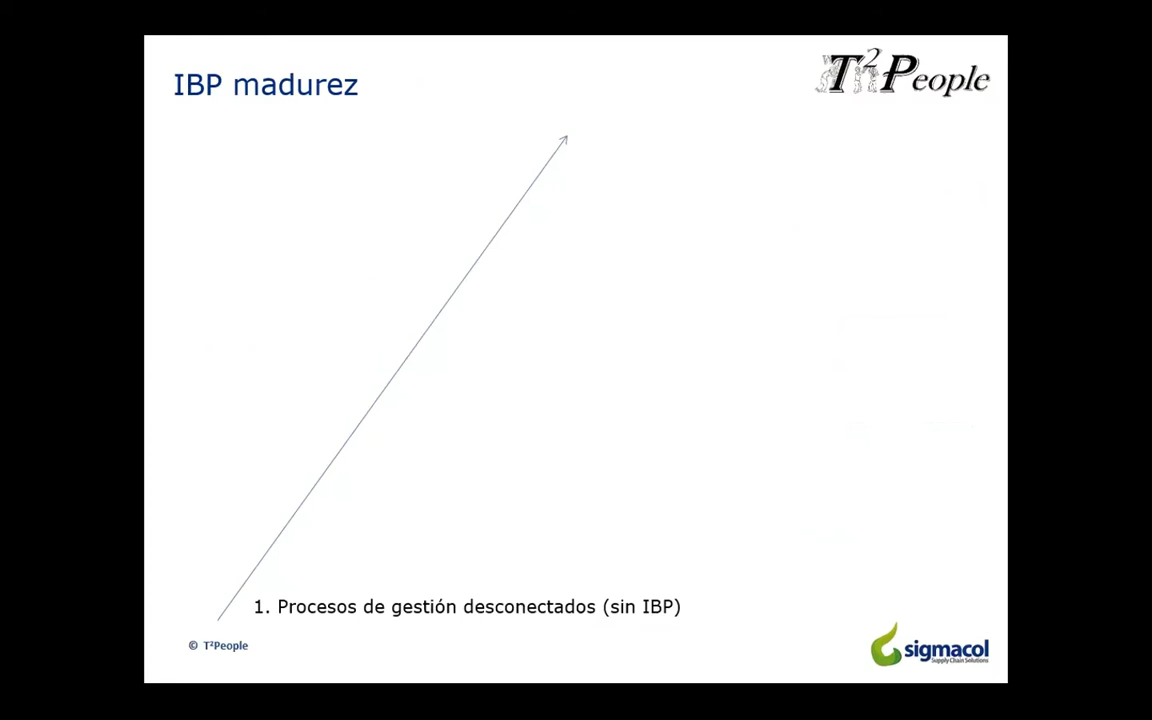 IBP madurez
T²People
1. Procesos de gestión desconectados (sin IBP)
© T²People
sigmacol
Supply Chain Solutions